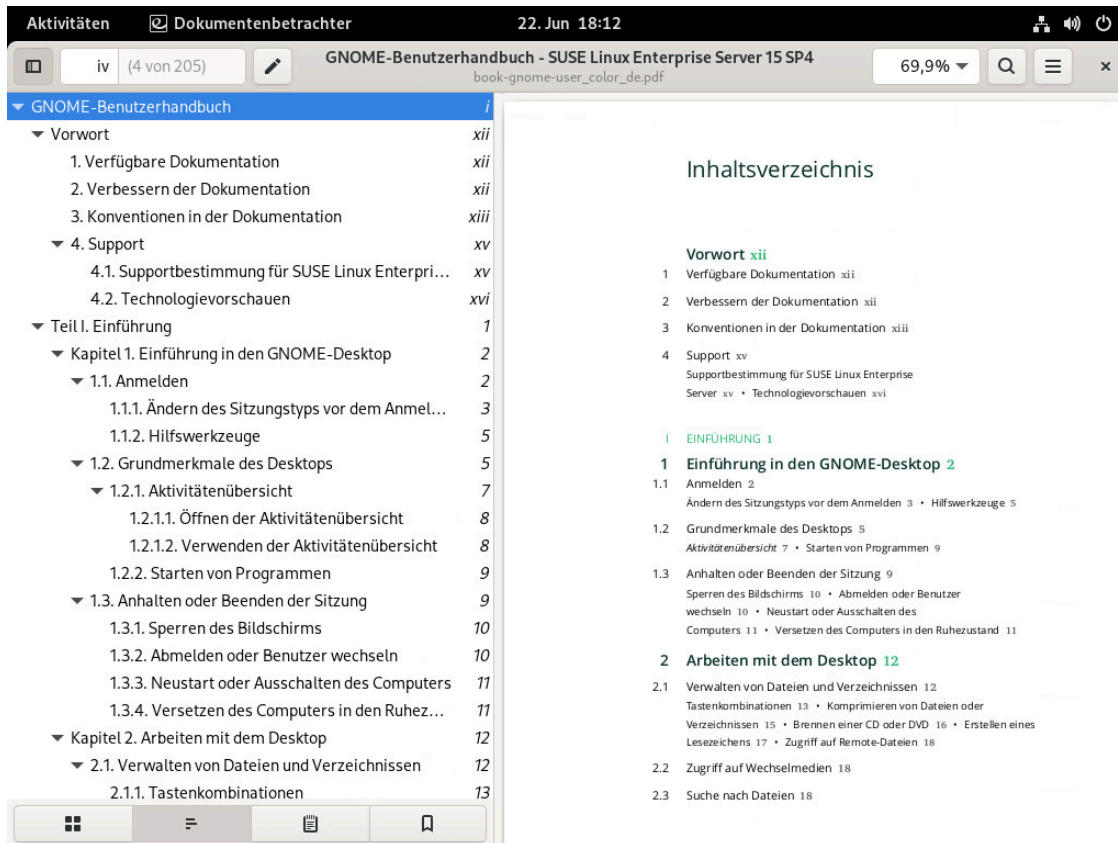 Aktivitäten Dokumentenbetrachter 22. Jun 18:12
iv (4 von 205) GNOME-Benutzerhandbuch - SUSE Linux Enterprise Server 15 SP4 69,9%
book-gnome-user_color_de.pdf
GNOME-Benutzerhandbuch i
Vorwort xii
1. Verfügbare Dokumentation xii
2. Verbessern der Dokumentation xii
3. Konventionen in der Dokumentation xiii
4. Support xv
4.1. Supportbestimmung für SUSE Linux Enterpri… xv
4.2. Technologievorschauen xvi
Teil I. Einführung 1
Kapitel 1. Einführung in den GNOME-Desktop 2
1.1. Anmelden 2
1.1.1. Ändern des Sitzungstyps vor dem Anmel… 3
1.1.2. Hilfswerkzeuge 5
1.2. Grundmerkmale des Desktops 5
1.2.1. Aktivitätenübersicht 7
1.2.1.1. Öffnen der Aktivitätenübersicht 8
1.2.1.2. Verwenden der Aktivitätenübersicht 8
1.2.2. Starten von Programmen 9
1.3. Anhalten oder Beenden der Sitzung 9
1.3.1. Sperren des Bildschirms 10
1.3.2. Abmelden oder Benutzer wechseln 10
1.3.3. Neustart oder Ausschalten des Computers 11
1.3.4. Versetzen des Computers in den Ruhez… 11
Kapitel 2. Arbeiten mit dem Desktop 12
2.1. Verwalten von Dateien und Verzeichnissen 12
2.1.1. Tastenkombinationen 13
Inhaltsverzeichnis
Vorwort xii
1 Verfügbare Dokumentation xii
2 Verbessern der Dokumentation xii
3 Konventionen in der Dokumentation xiii
4 Support xv
Supportbestimmung für SUSE Linux Enterprise
Server xv • Technologievorschauen xvi
I EINFÜHRUNG 1
1 Einführung in den GNOME-Desktop 2
1.1 Anmelden 2
Ändern des Sitzungstyps vor dem Anmelden 3 • Hilfswerkzeuge 5
1.2 Grundmerkmale des Desktops 5
Aktivitätenübersicht 7 • Starten von Programmen 9
1.3 Anhalten oder Beenden der Sitzung 9
Sperren des Bildschirms 10 • Abmelden oder Benutzer
wechseln 10 • Neustart oder Ausschalten des
Computers 11 • Versetzen des Computers in den Ruhezustand 11
2 Arbeiten mit dem Desktop 12
2.1 Verwalten von Dateien und Verzeichnissen 12
Tastenkombinationen 13 • Komprimieren von Dateien oder
Verzeichnissen 15 • Brennen einer CD oder DVD 16 • Erstellen eines
Lesezeichens 17 • Zugriff auf Remote-Dateien 18
2.2 Zugriff auf Wechselmedien 18
2.3 Suche nach Dateien 18